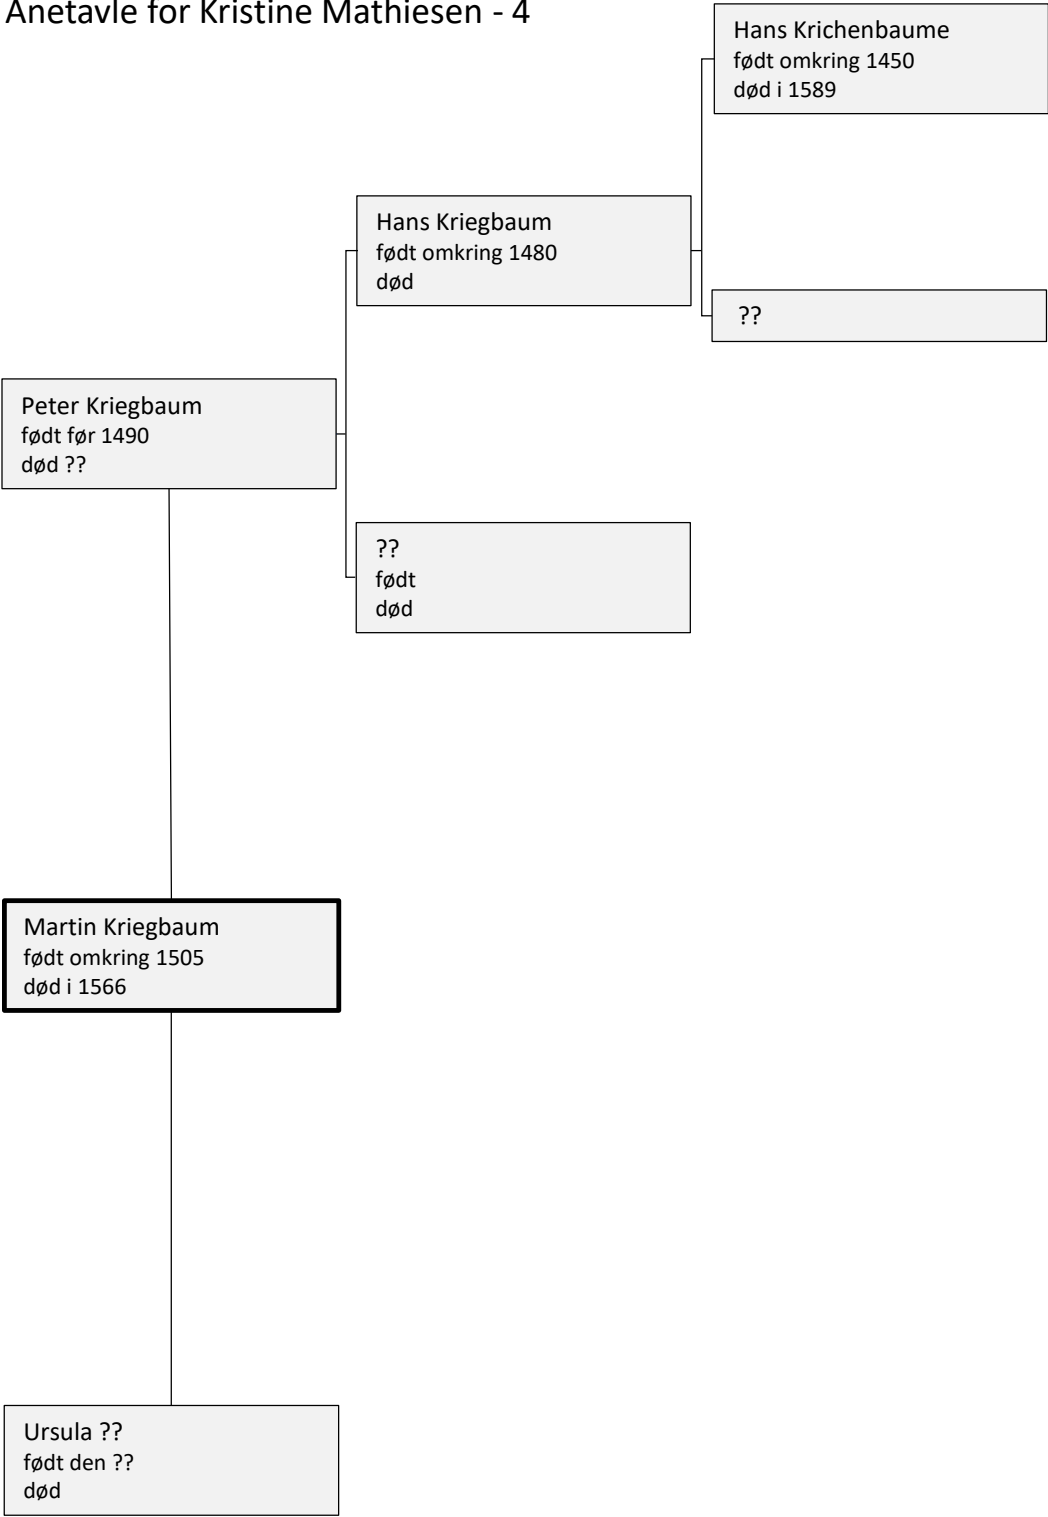 Anetavle for Kristine Mathiesen - 4
Hans Krichenbaume
født omkring 1450
død i 1589
Hans Kriegbaum
født omkring 1480
død
??
Peter Kriegbaum
født før 1490
død ??
??
født
død
Martin Kriegbaum
født omkring 1505
død i 1566
Ursula ??
født den ??
død